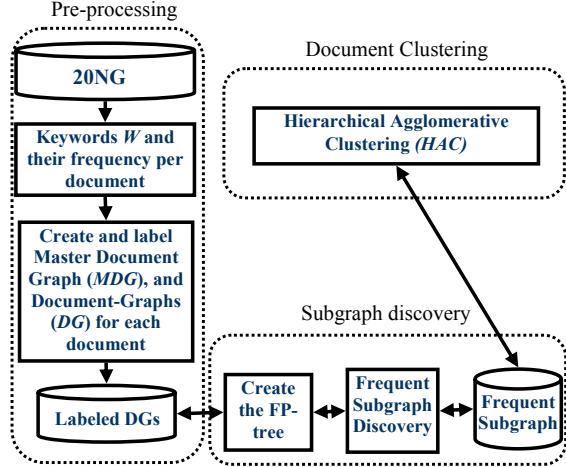 Pre-processing
20NG
Keywords W and
their frequency per
document
Create and label
Master Document
Graph (MDG), and
Document-Graphs
(DG) for each
document
Labeled DGs
Document Clustering
Hierarchical Agglomerative
Clustering (HAC)
Subgraph discovery
Create
the FP-
tree
Frequent
Subgraph
Discovery
Frequent
Subgraph